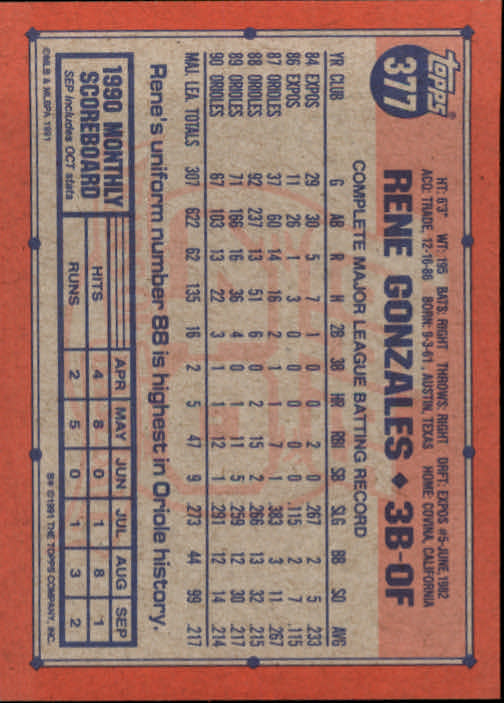 topps
377
HT: 6'3" WT: 195 BATS: RIGHT THROWS: RIGHT DRFT: EXPOS #5-JUNE, 1982
ACQ: TRADE, 12-16-86 BORN: 9-3-61, AUSTIN, TEXAS HOME: COVINA, CALIFORNIA
RENE GONZALES ♦ 3B-OF
COMPLETE MAJOR LEAGUE BATTING RECORD
YR CLUB G AB R H 2B 3B HR RBI SB SLG BB SO AVG
84 EXPOS 29 30 5 7 1 0 0 2 0 .267 2 5 .233
86 EXPOS 11 26 1 3 0 0 0 0 0 .115 2 7 .115
87 ORIOLES 37 60 14 16 2 1 1 7 1 .383 3 11 .267
88 ORIOLES 92 237 13 51 6 0 2 15 2 .266 13 32 .215
89 ORIOLES 71 166 16 36 4 0 1 11 5 .259 12 30 .217
90 ORIOLES 67 103 13 22 3 1 1 12 1 .291 12 14 .214
MAJ. LEA. TOTALS 307 622 62 135 16 2 5 47 9 .273 44 99 .217
Rene's uniform number 88 is highest in Oriole history.
1990 MONTHLY
SCOREBOARD
SEP includes OCT stats
APR MAY JUN JUL AUG SEP
HITS 4 8 0 1 8 1
RUNS 2 5 0 1 3 2
©MLB & MLBPA 1991
B* ©1991 THE TOPPS COMPANY, INC.